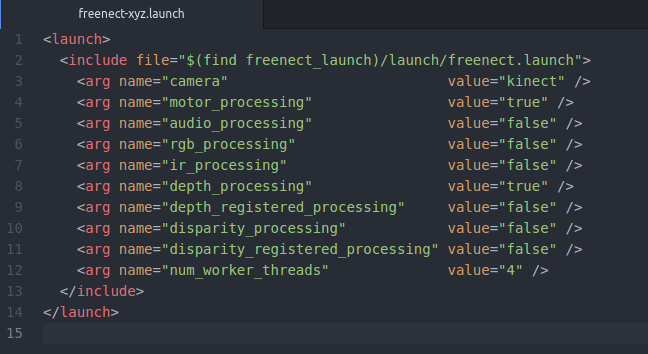 freenect-xyz.launch
1 <launch>
2 <include file="$(find freenect_launch)/launch/freenect.launch">
3 <arg name="camera" value="kinect" />
4 <arg name="motor_processing" value="true" />
5 <arg name="audio_processing" value="false" />
6 <arg name="rgb_processing" value="false" />
7 <arg name="ir_processing" value="false" />
8 <arg name="depth_processing" value="true" />
9 <arg name="depth_registered_processing" value="false" />
10 <arg name="disparity_processing" value="false" />
11 <arg name="disparity_registered_processing" value="false" />
12 <arg name="num_worker_threads" value="4" />
13 </include>
14 </launch>
15